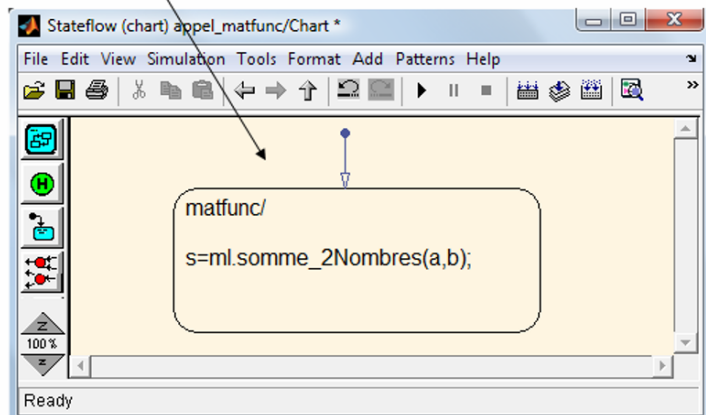 Stateflow (chart) appel_matfunc/Chart *
File Edit View Simulation Tools Format Add Patterns Help
H
matfunc/
s=ml.somme_2Nombres(a,b);
Z
100 %
z
Ready